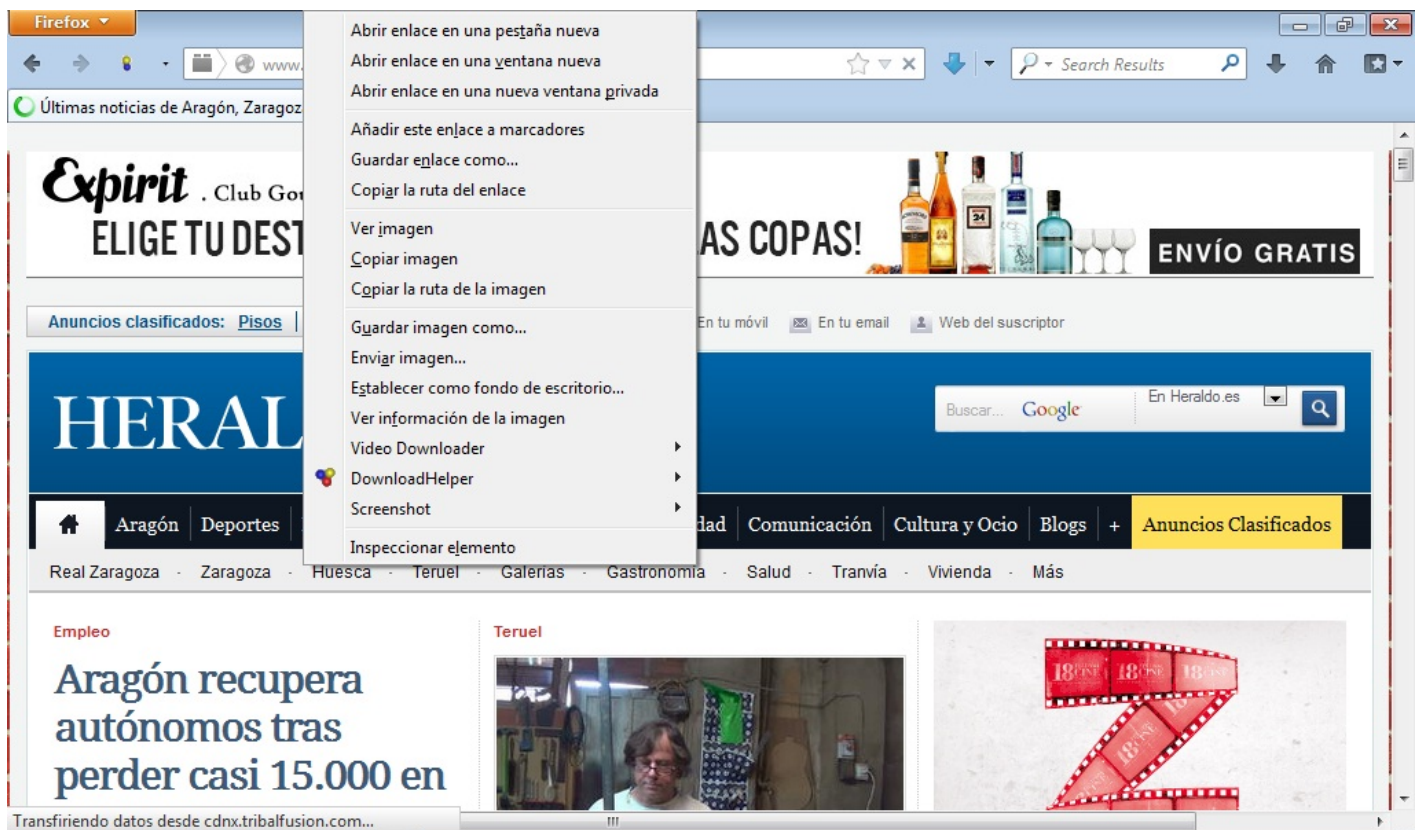 Firefox
www.
Search Results
Últimas noticias de Aragón, Zaragoz
Abrir enlace en una pestaña nueva
Abrir enlace en una ventana nueva
Abrir enlace en una nueva ventana privada
Añadir este enlace a marcadores
Guardar enlace como...
Copiar la ruta del enlace
Ver imagen
Copiar imagen
Copiar la ruta de la imagen
Guardar imagen como...
Enviar imagen...
Establecer como fondo de escritorio...
Ver información de la imagen
Video Downloader
DownloadHelper
Screenshot
Inspeccionar elemento
Expirit . Club Gou
ELIGE TU DEST
AS COPAS!
24
ENVÍO GRATIS
Anuncios clasificados: Pisos
En tu móvil En tu email Web del suscriptor
HERAL
Buscar... Google En Heraldo.es
Aragón Deportes dad Comunicación Cultura y Ocio Blogs + Anuncios Clasificados
Real Zaragoza - Zaragoza - Huesca - Teruel - Galerías - Gastronomía - Salud - Tranvía - Vivienda - Más
Empleo
Aragón recupera
autónomos tras
perder casi 15.000 en
Teruel
18 CINE 18 CINE 18
18
Transfiriendo datos desde cdnx.tribalfusion.com...